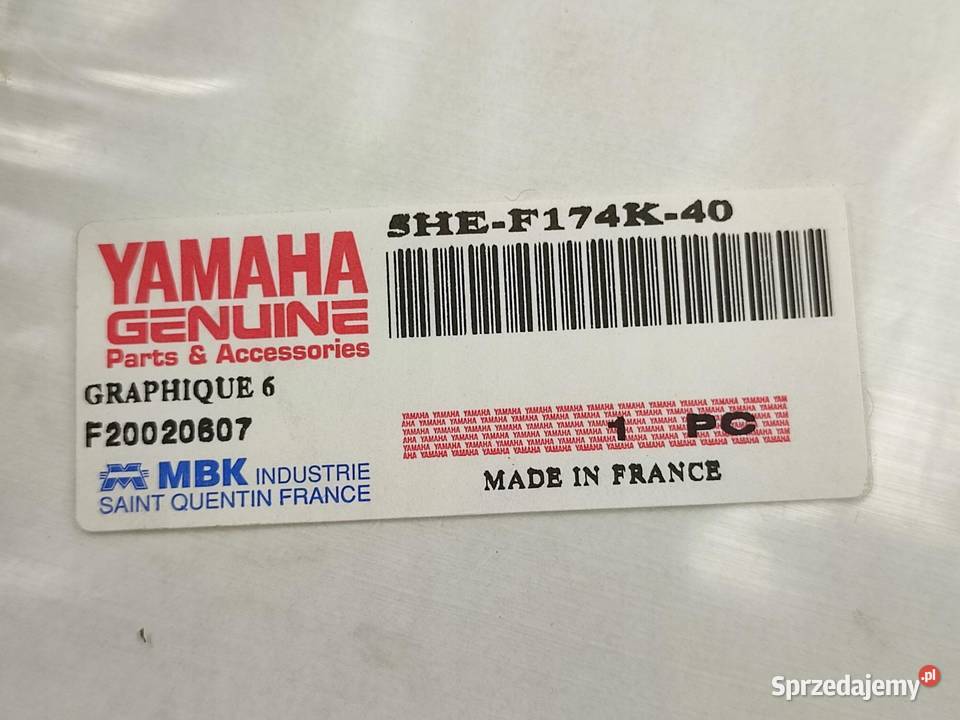 5HE-F174K-40
YAMAHA
GENUINE
Parts & Accessories
GRAPHIQUE 6
F20020607
MBK INDUSTRIE
SAINT QUENTIN FRANCE
1 PC
MADE IN FRANCE
Sprzedajemy.pl